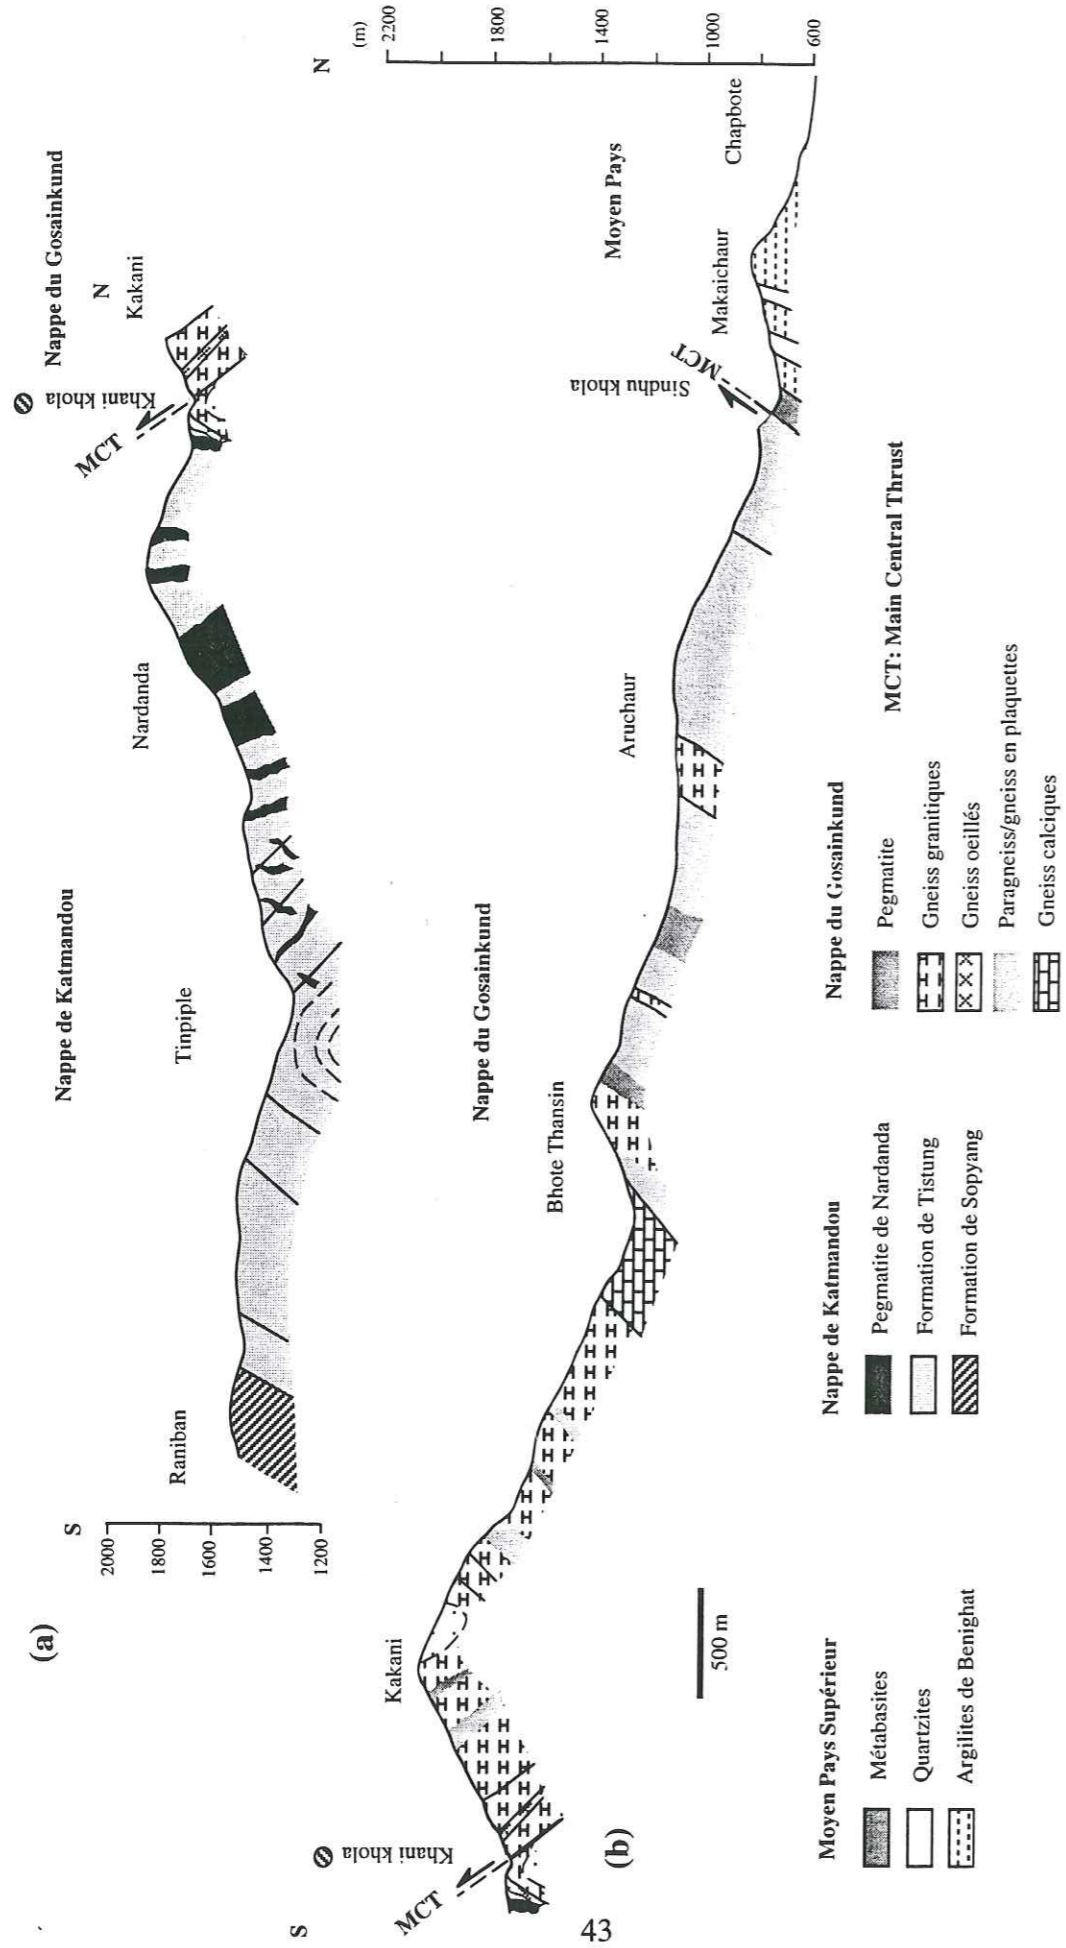 (a)
S
2000
1800
1600
1400
1200
Raniban
Nappe de Katmandou
Tinpiple
Nardanda
MCT
Khani khola
Nappe du Gosainkund
N
Kakani
(b)
S
MCT
Khani khola
Kakani
Nappe du Gosainkund
Bhote Thansin
Aruchaur
Sindhu khola
MCT
Makaichaur
Moyen Pays
Chapbote
N
(m)
2200
1800
1400
1000
600
500 m
MCT: Main Central Thrust
Moyen Pays Supérieur
Métabasites
Quartzites
Argilites de Benighat
Nappe de Katmandou
Pegmatite de Nardanda
Formation de Tistung
Formation de Sopyang
Nappe du Gosainkund
Pegmatite
Gneiss granitiques
Gneiss oeillés
Paragneiss/gneiss en plaquettes
Gneiss calciques
43